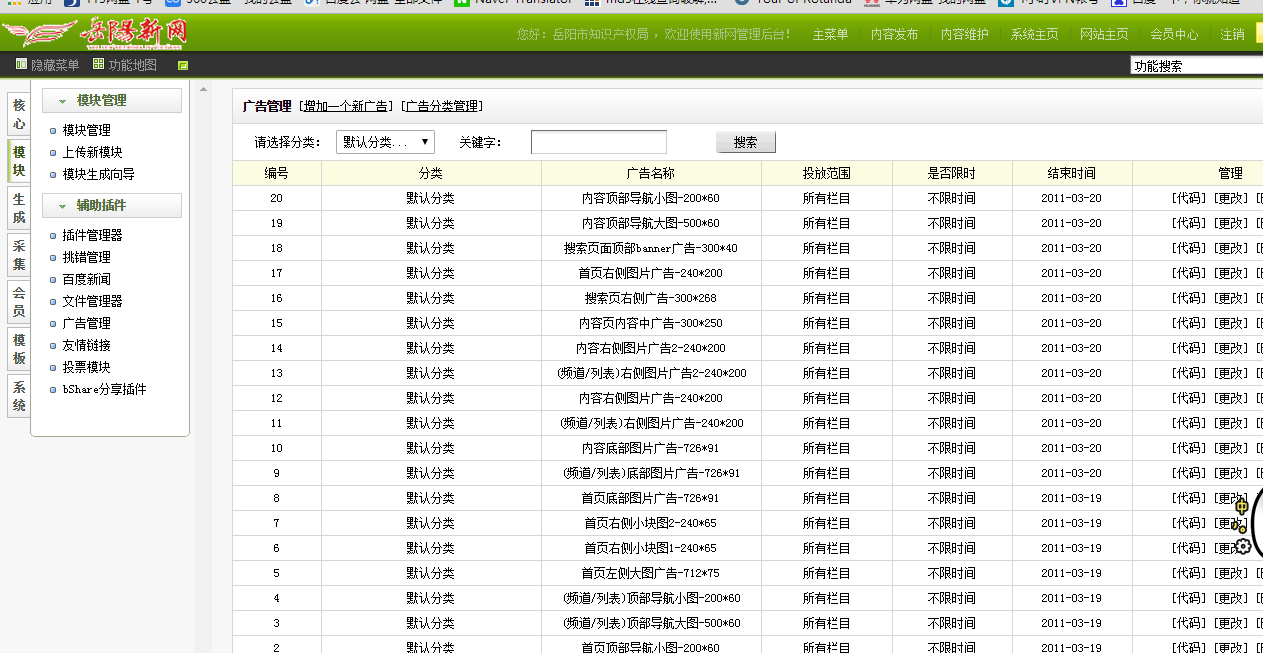 岳陽新网
您好：岳阳市知识产权局 ，欢迎使用新网管理后台! 主菜单 内容发布 内容维护 系统主页 网站主页 会员中心 注销
隐藏菜单 功能地图 功能搜索
核心
模块
生成
采集
会员
模板
系统
模块管理
模块管理
上传新模块
模块生成向导
辅助插件
插件管理器
挑错管理
百度新闻
文件管理器
广告管理
友情链接
投票模块
bShare分享插件
广告管理 [增加一个新广告] [广告分类管理]
请选择分类： 默认分类... 关键字： 搜索
编号 分类 广告名称 投放范围 是否限时 结束时间 管理
20 默认分类 内容顶部导航小图-200*60 所有栏目 不限时间 2011-03-20 [代码] [更改]
19 默认分类 内容顶部导航大图-500*60 所有栏目 不限时间 2011-03-20 [代码] [更改]
18 默认分类 搜索页面顶部banner广告-300*40 所有栏目 不限时间 2011-03-20 [代码] [更改]
17 默认分类 首页右侧图片广告-240*200 所有栏目 不限时间 2011-03-20 [代码] [更改]
16 默认分类 搜索页右侧广告-300*268 所有栏目 不限时间 2011-03-20 [代码] [更改]
15 默认分类 内容页内容中广告-300*250 所有栏目 不限时间 2011-03-20 [代码] [更改]
14 默认分类 内容右侧图片广告2-240*200 所有栏目 不限时间 2011-03-20 [代码] [更改]
13 默认分类 (频道/列表)右侧图片广告2-240*200 所有栏目 不限时间 2011-03-20 [代码] [更改]
12 默认分类 内容右侧图片广告-240*200 所有栏目 不限时间 2011-03-20 [代码] [更改]
11 默认分类 (频道/列表)右侧图片广告-240*200 所有栏目 不限时间 2011-03-20 [代码] [更改]
10 默认分类 内容底部图片广告-726*91 所有栏目 不限时间 2011-03-20 [代码] [更改]
9 默认分类 (频道/列表)底部图片广告-726*91 所有栏目 不限时间 2011-03-20 [代码] [更改]
8 默认分类 首页底部图片广告-726*91 所有栏目 不限时间 2011-03-19 [代码] [更改]
7 默认分类 首页右侧小块图2-240*65 所有栏目 不限时间 2011-03-19 [代码] [更改]
6 默认分类 首页右侧小块图1-240*65 所有栏目 不限时间 2011-03-19 [代码] [更改]
5 默认分类 首页左侧大图广告-712*75 所有栏目 不限时间 2011-03-19 [代码] [更改]
4 默认分类 (频道/列表)顶部导航小图-200*60 所有栏目 不限时间 2011-03-19 [代码] [更改]
3 默认分类 (频道/列表)顶部导航大图-500*60 所有栏目 不限时间 2011-03-19 [代码] [更改]
2 默认分类 首页顶部导航小图-200*60 所有栏目 不限时间 2011-03-19 [代码] [更改]